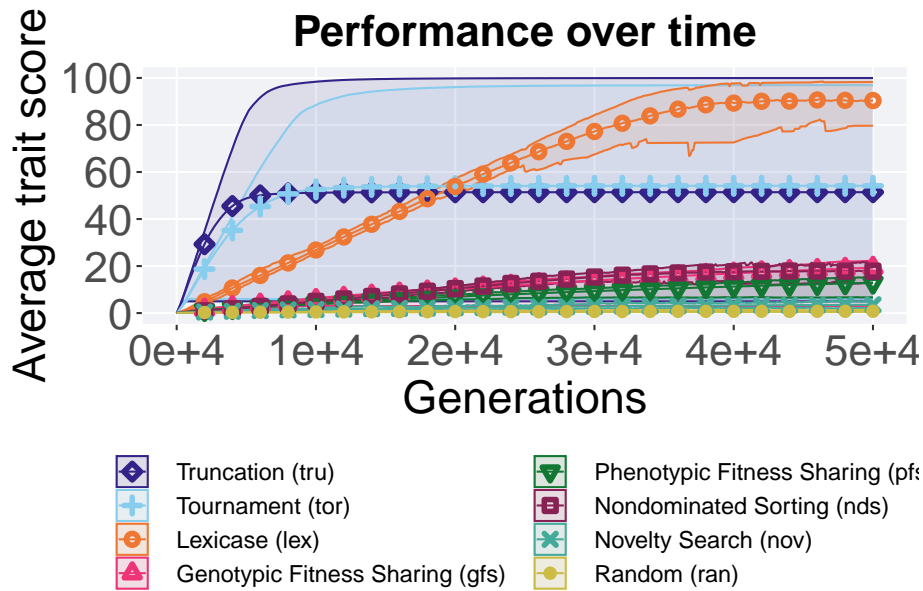 Performance over time
Average trait score
100
80
60
40
20
0
0e+4 1e+4 2e+4 3e+4 4e+4 5e+4
Generations
Truncation (tru)
Tournament (tor)
Lexicase (lex)
Genotypic Fitness Sharing (gfs)
Phenotypic Fitness Sharing (pfs
Nondominated Sorting (nds)
Novelty Search (nov)
Random (ran)